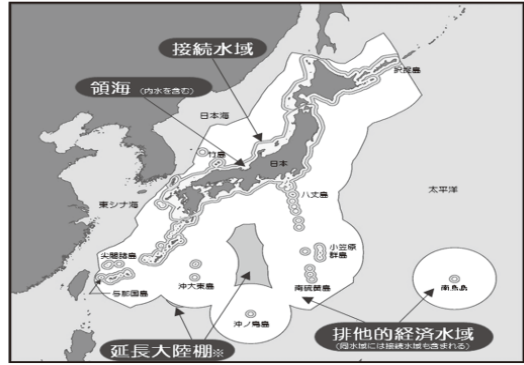 接続水域
領海 (内水を含む)
択捉島
日本海
竹島
日本
八丈島
太平洋
東シナ海
尖閣諸島
小笠原
群島
沖大東島
南硫黄島
南鳥島
与那国島
沖ノ鳥島
延長大陸棚※
排他的経済水域
(同水域には接続水域も含まれる)